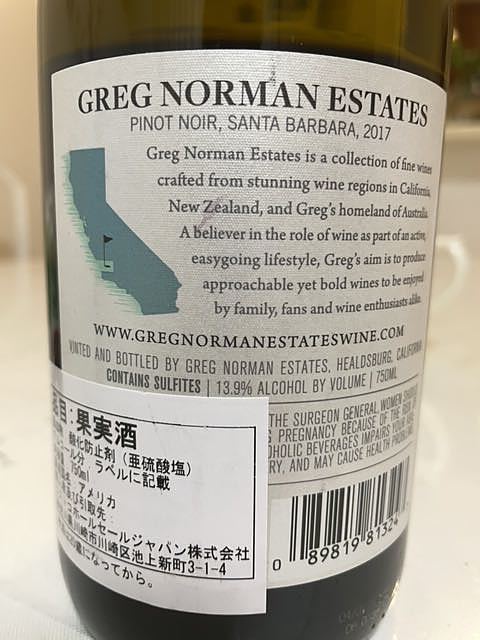 GREG NORMAN ESTATES
PINOT NOIR, SANTA BARBARA, 2017
Greg Norman Estates is a collection of fine wines
crafted from stunning wine regions in California,
New Zealand, and Greg's homeland of Australia.
A believer in the role of wine as part of an active,
easygoing lifestyle, Greg's aim is to produce
approachable yet bold wines to be enjoyed
by family, fans and wine enthusiasts alike.
WWW.GREGNORMANESTATESWINE.COM
VINTED AND BOTTLED BY GREG NORMAN ESTATES, HEALDSBURG, CALIFORNIA
CONTAINS SULFITES | 13.9% ALCOHOL BY VOLUME | 750ML
THE SURGEON GENERAL, WOMEN SHOULD
PREGNANCY BECAUSE OF THE RISK OF
BEVERAGES IMPAIRS YOUR
AND MAY CAUSE HEALTH
品目：果実酒
酸化防止剤（亜硫酸塩）
ラベルに記載
750ml
アメリカ
引取先：
セールジャパン株式会社
川崎市川崎区池上新町3-1-4
になってから。
0 89819 81324